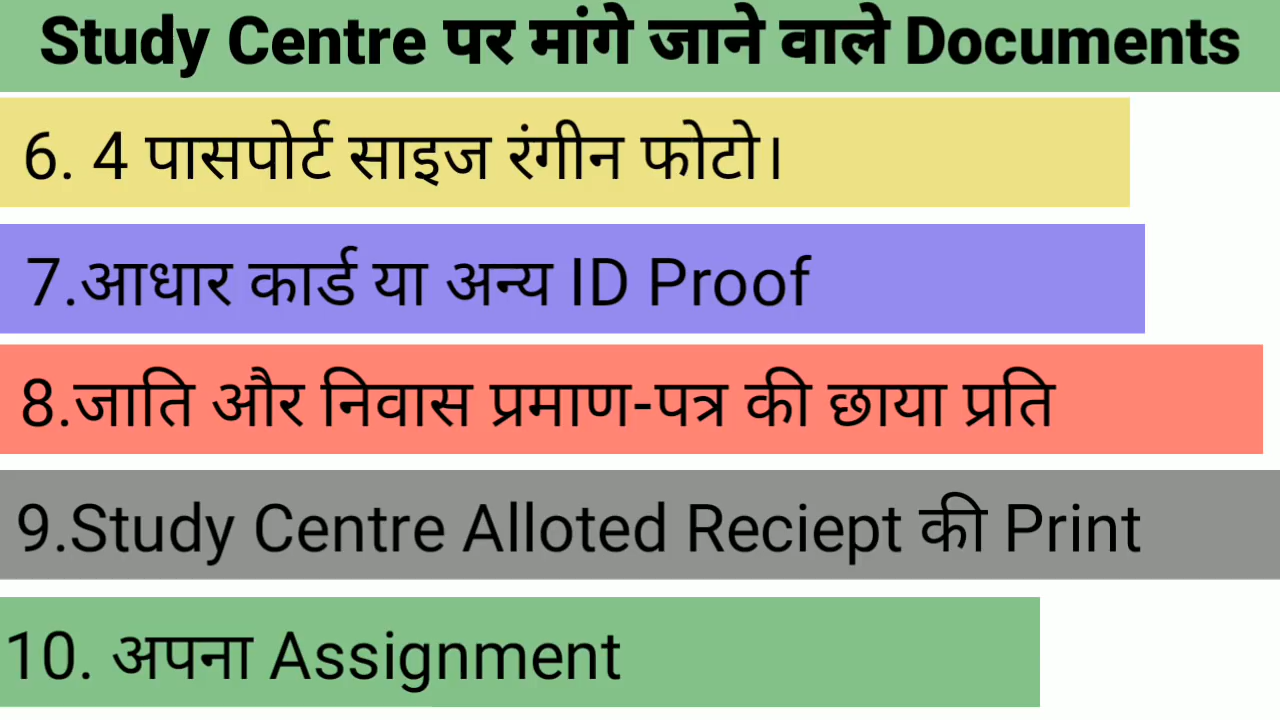 Study Centre पर मांगे जाने वाले Documents
6. 4 पासपोर्ट साइज रंगीन फोटो।
7.आधार कार्ड या अन्य ID Proof
8.जाति और निवास प्रमाण-पत्र की छाया प्रति
9.Study Centre Alloted Reciept की Print
10. अपना Assignment